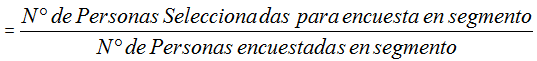 = N° de Personas Seleccionadas para encuesta en segmento
N° de Personas encuestadas en segmento